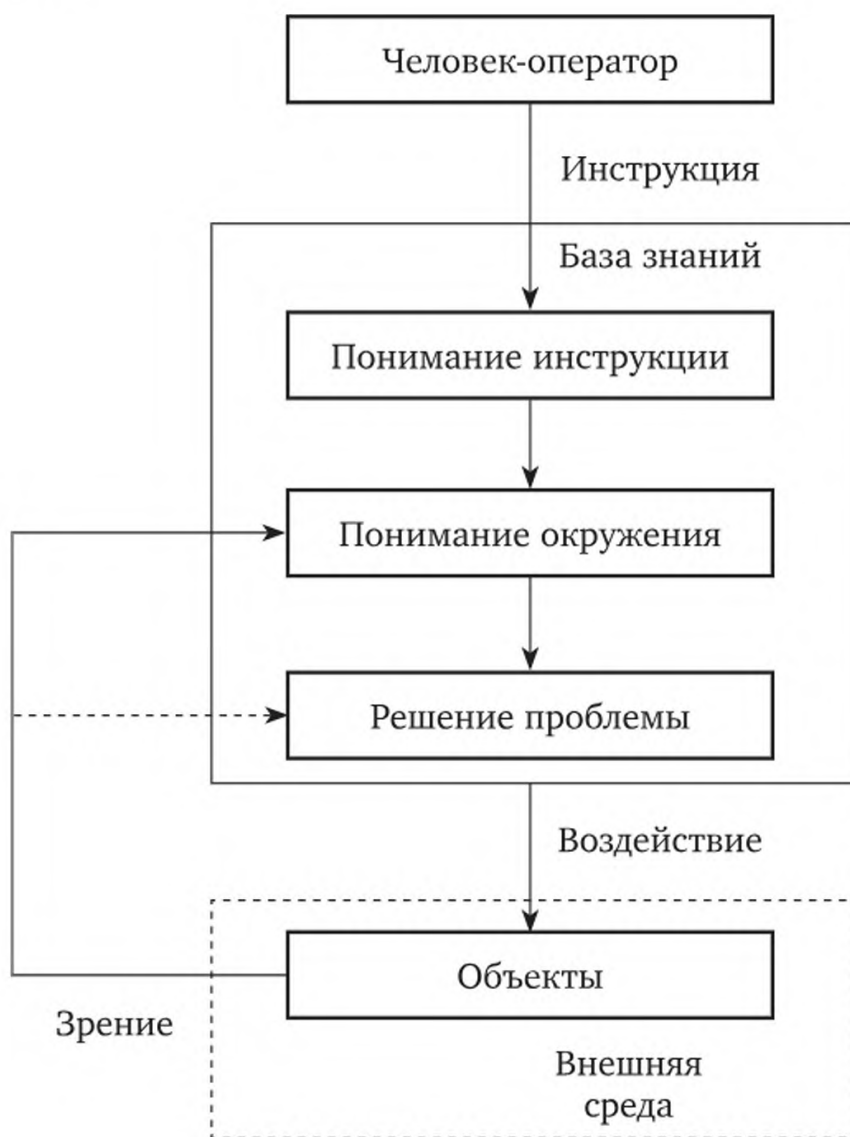 Человек-оператор
Инструкция
База знаний
Понимание инструкции
Понимание окружения
Решение проблемы
Воздействие
Объекты
Зрение
Внешняя
среда